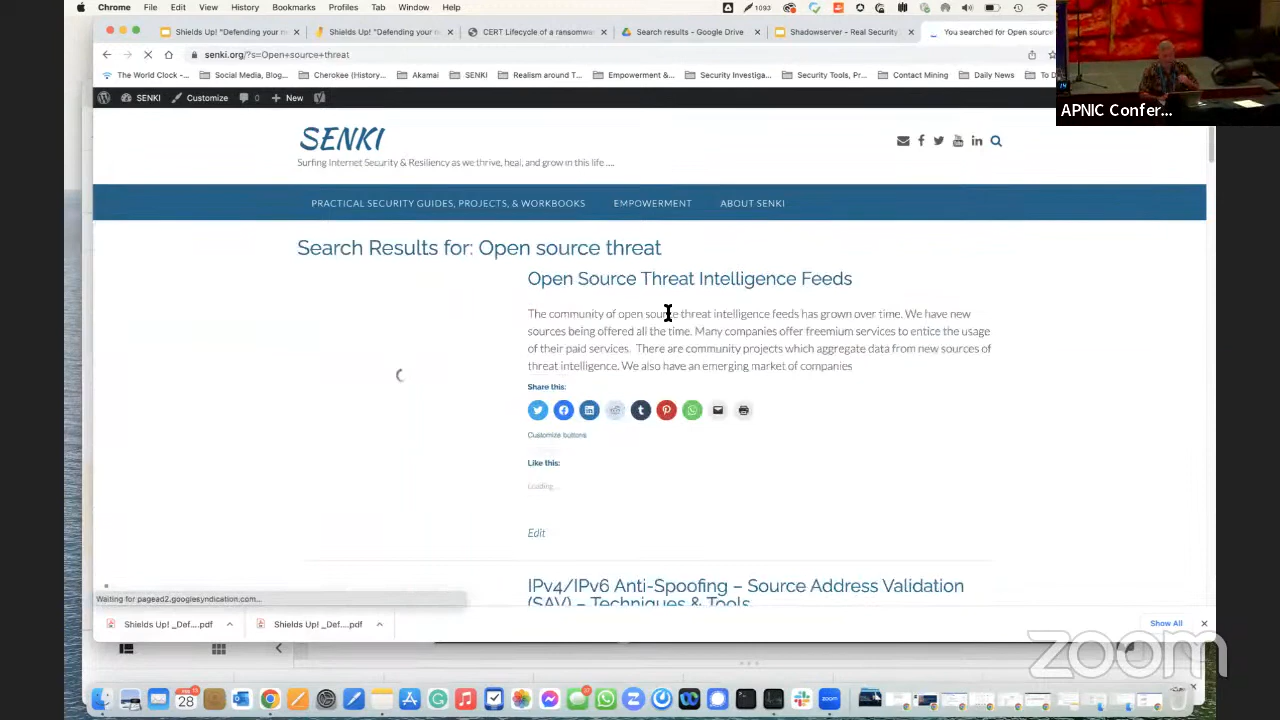 Chrome File Edit View History Bookmarks Profiles Tab Window Help
1093
Shields Up! "Defending your n
Shields Up! "Defending your n
CERT Lifecycle of a ransomwa
Search results - Google Drive
Shadowserver – Real Security
You searched for Open source
senki.org/?s=Open+source+threat
The World Clock —...
Social Media, Blog...
Cherokee (History...
Akamai
SENKI
Realism around T...
Empowerment &...
Security Investiga...
Security Tools, Pr...
Contact Mining
Daily News
To D
SENKI
Customize
0
New
APNIC Confer...
SENKI
Surfing Internet Security & Resiliency as we thrive, heal, and grow in this life ....
PRACTICAL SECURITY GUIDES, PROJECTS, & WORKBOOKS
EMPOWERMENT
ABOUT SENKI
Search Results for: Open source threat
Open Source Threat Intelligence Feeds
The community of open source threat intelligence feeds has grown over time. We have new
sources being offered all the time. Many companies offer freemium services to entice the usage
of their paid services. There are community projects which aggregate data from new sources of
threat intelligence. We also have an emerging market of companies
Share this:
Customize buttons
Like this:
Loading...
Edit
IPv4/IPv6 Anti-Spoofing – Source Address Validation
(SAV) – Techniques & Tools
Waiting for pagead2.googlesyndication.com...
Shields Up! _Def....pdf
Shields Up! _Def....pdf
Show All
zoom
28
zoom